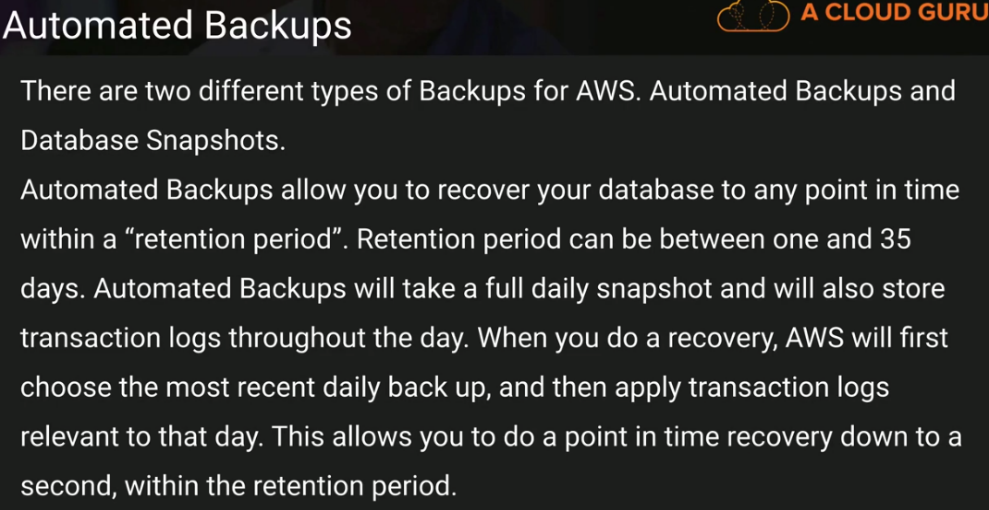 Automated Backups
A CLOUD GURU
There are two different types of Backups for AWS. Automated Backups and
Database Snapshots.
Automated Backups allow you to recover your database to any point in time
within a “retention period”. Retention period can be between one and 35
days. Automated Backups will take a full daily snapshot and will also store
transaction logs throughout the day. When you do a recovery, AWS will first
choose the most recent daily back up, and then apply transaction logs
relevant to that day. This allows you to do a point in time recovery down to a
second, within the retention period.